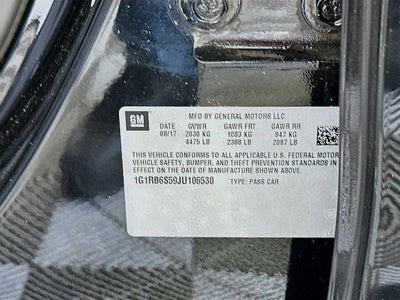 GM
MFD BY GENERAL MOTORS LLC
DATE GVWR GAWR FRT GAWR RR
08/17 2030 KG 1083 KG 947 KG
4475 LB 2388 LB 2087 LB
THIS VEHICLE CONFORMS TO ALL APPLICABLE U.S. FEDERAL MOTOR
VEHICLE SAFETY, BUMPER, AND THEFT PREVENTION
STANDARDS IN EFFECT ON THE DATE OF MANUFACTURE SHOWN ABOVE.
1G1RB6S59JU106530 TYPE: PASS CAR